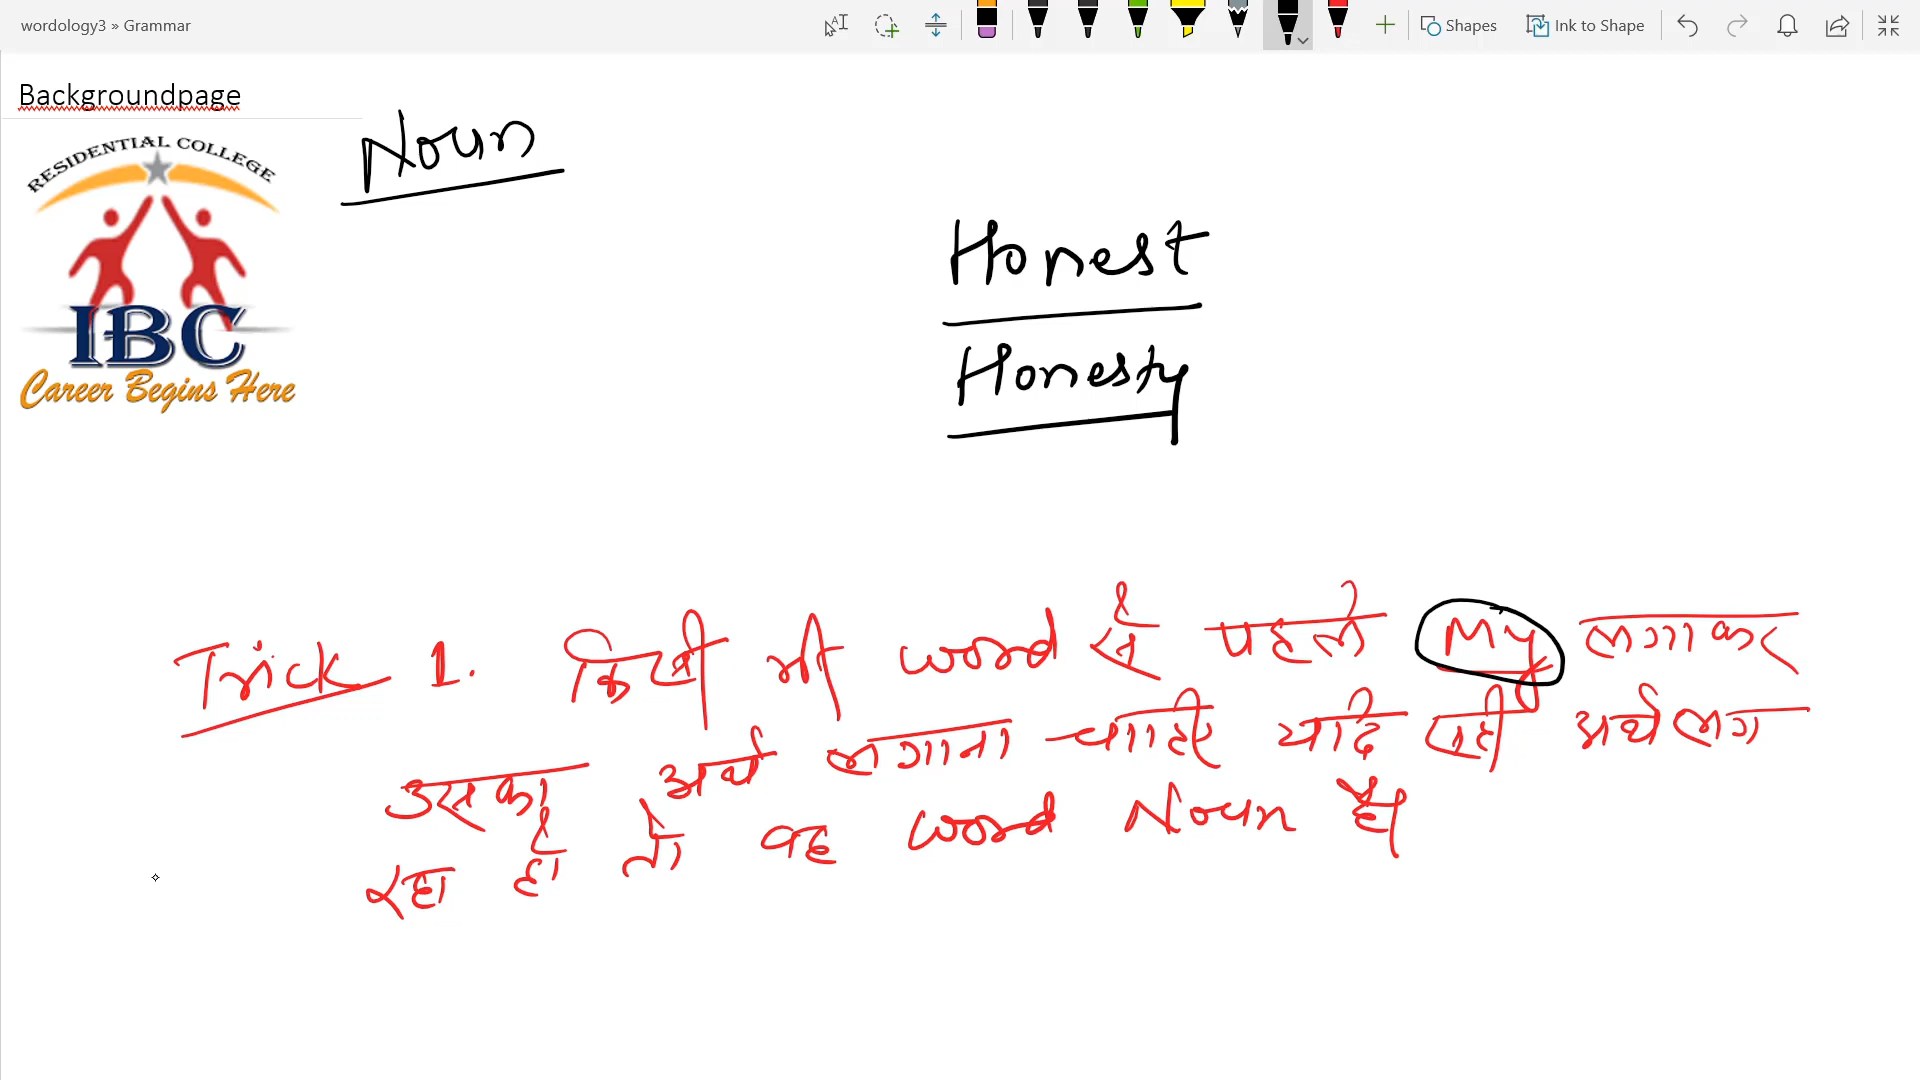 wordology3 » Grammar
Shapes
Ink to Shape
Backgroundpage
RESIDENTIAL COLLEGE
IBC
Career Begins Here
Noun
Honest
Honesty
Trick 1. किसी भी word से पहले My लगाकर
उसका अर्थ लगाना चाहिए यदि सही अर्थ लग
रहा हो तो वह word Noun है।